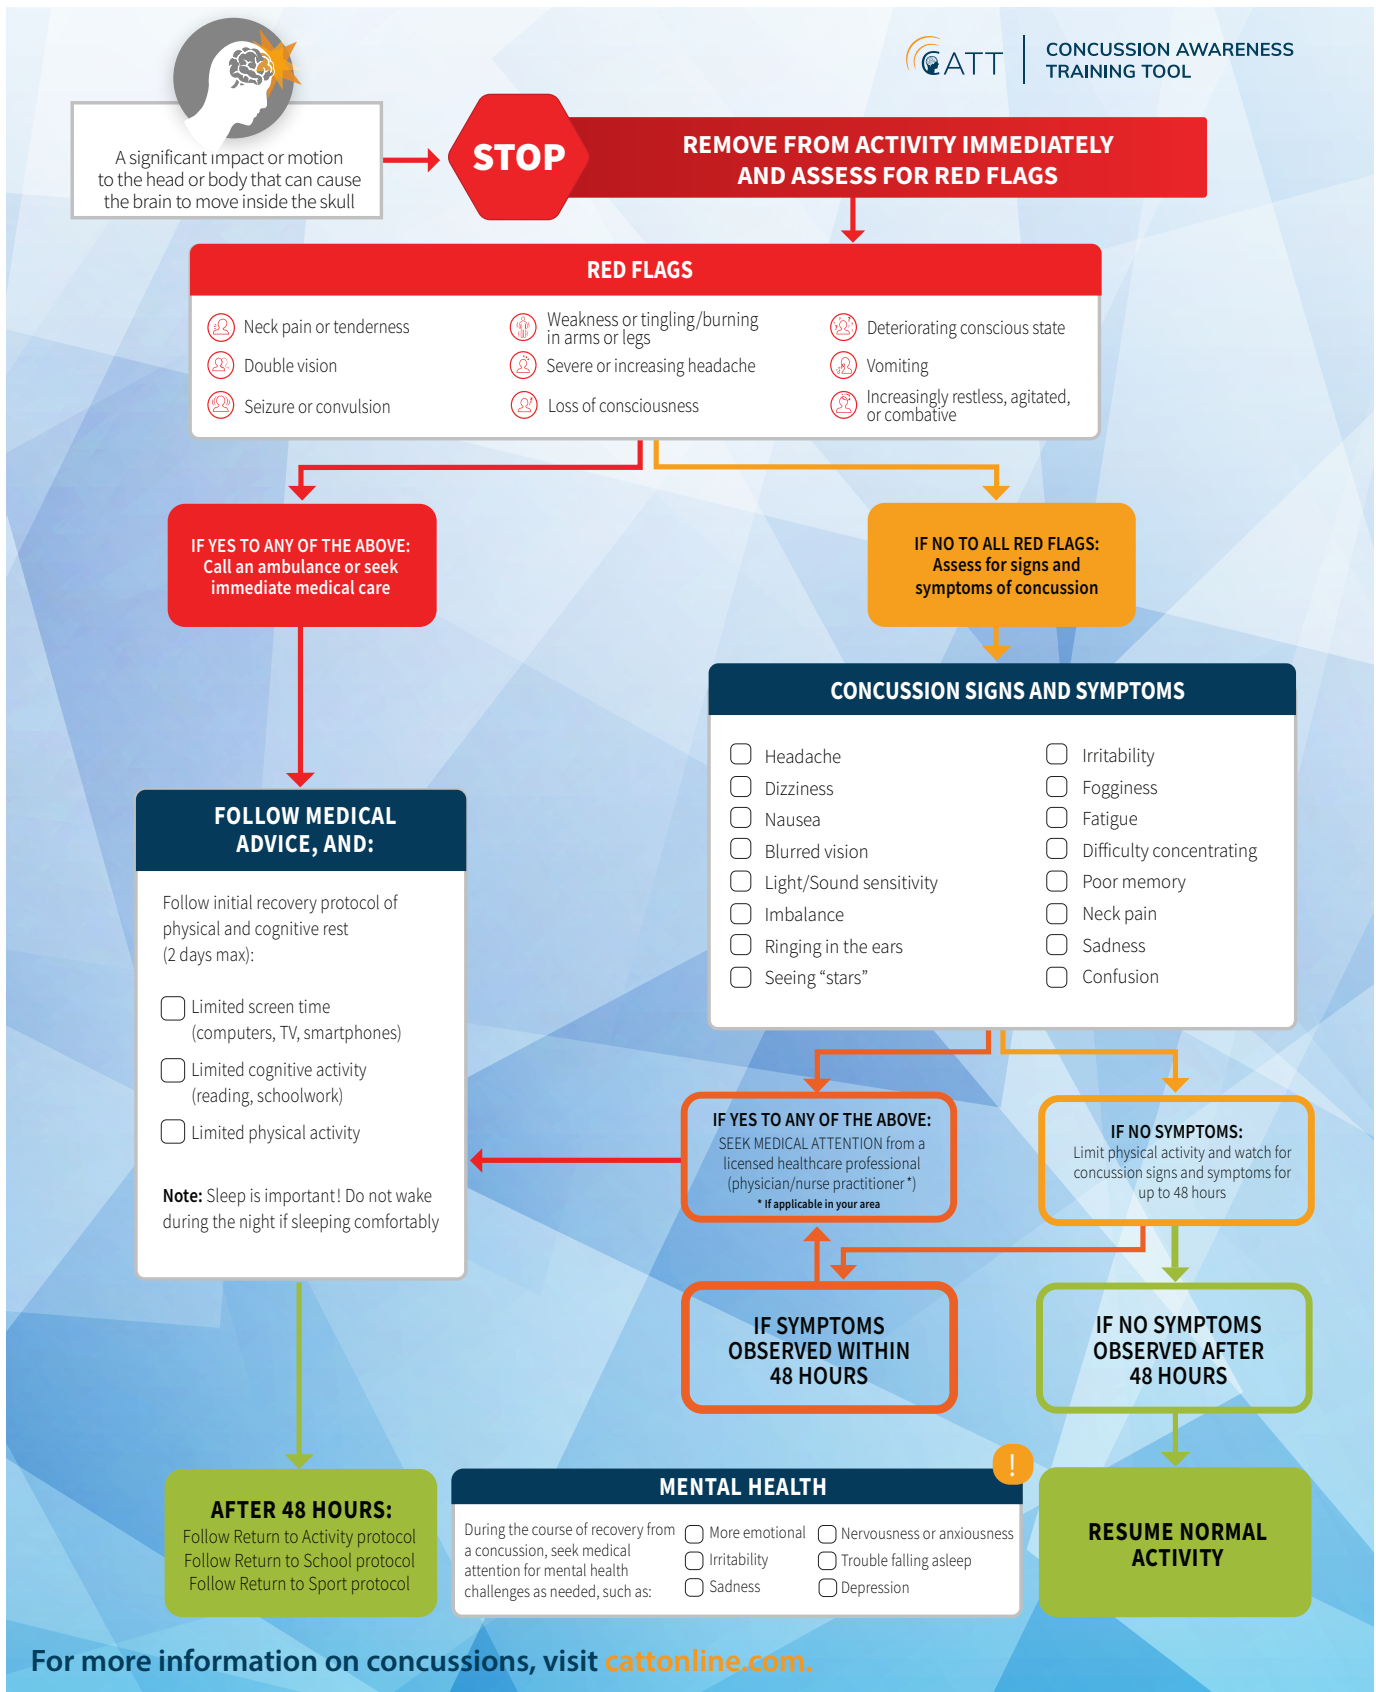 CATT
CONCUSSION AWARENESS
TRAINING TOOL
A significant impact or motion
to the head or body that can cause
the brain to move inside the skull
STOP
REMOVE FROM ACTIVITY IMMEDIATELY
AND ASSESS FOR RED FLAGS
RED FLAGS
Neck pain or tenderness
Double vision
Seizure or convulsion
Weakness or tingling/burning
in arms or legs
Severe or increasing headache
Loss of consciousness
Deteriorating conscious state
Vomiting
Increasingly restless, agitated,
or combative
IF YES TO ANY OF THE ABOVE:
Call an ambulance or seek
immediate medical care
IF NO TO ALL RED FLAGS:
Assess for signs and
symptoms of concussion
CONCUSSION SIGNS AND SYMPTOMS
Headache
Dizziness
Nausea
Blurred vision
Light/Sound sensitivity
Imbalance
Ringing in the ears
Seeing “stars”
Irritability
Fogginess
Fatigue
Difficulty concentrating
Poor memory
Neck pain
Sadness
Confusion
FOLLOW MEDICAL
ADVICE, AND:
Follow initial recovery protocol of
physical and cognitive rest
(2 days max):
Limited screen time
(computers, TV, smartphones)
Limited cognitive activity
(reading, schoolwork)
Limited physical activity
Note: Sleep is important! Do not wake
during the night if sleeping comfortably
IF YES TO ANY OF THE ABOVE:
SEEK MEDICAL ATTENTION from a
licensed healthcare professional
(physician/nurse practitioner*)
* If applicable in your area
IF NO SYMPTOMS:
Limit physical activity and watch for
concussion signs and symptoms for
up to 48 hours
IF SYMPTOMS
OBSERVED WITHIN
48 HOURS
IF NO SYMPTOMS
OBSERVED AFTER
48 HOURS
AFTER 48 HOURS:
Follow Return to Activity protocol
Follow Return to School protocol
Follow Return to Sport protocol
MENTAL HEALTH
!
During the course of recovery from
a concussion, seek medical
attention for mental health
challenges as needed, such as:
More emotional
Irritability
Sadness
Nervousness or anxiousness
Trouble falling asleep
Depression
RESUME NORMAL
ACTIVITY
For more information on concussions, visit cattonline.com.